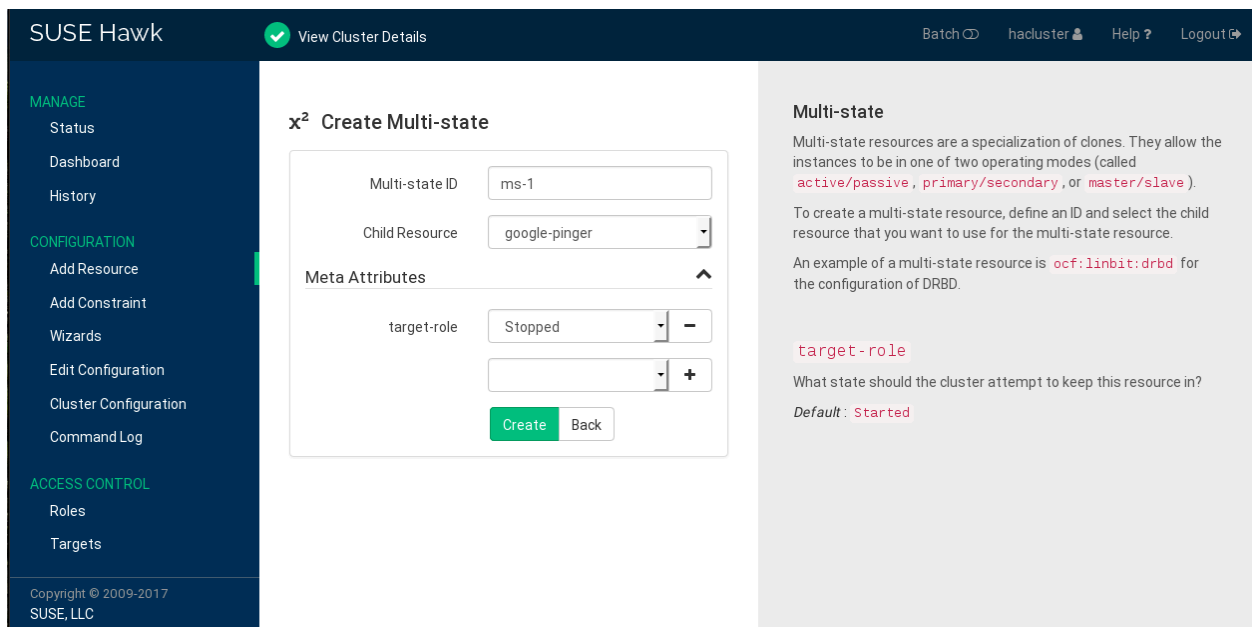 SUSE Hawk
View Cluster Details
Batch
hacluster
Help ?
Logout
MANAGE
Status
Dashboard
History
CONFIGURATION
Add Resource
Add Constraint
Wizards
Edit Configuration
Cluster Configuration
Command Log
ACCESS CONTROL
Roles
Targets
Copyright © 2009-2017
SUSE, LLC
x² Create Multi-state
Multi-state ID
ms-1
Child Resource
google-pinger
Meta Attributes
target-role
Stopped
Create
Back
Multi-state
Multi-state resources are a specialization of clones. They allow the
instances to be in one of two operating modes (called
active/passive, primary/secondary, or master/slave).
To create a multi-state resource, define an ID and select the child
resource that you want to use for the multi-state resource.
An example of a multi-state resource is ocf:linbit:drbd for
the configuration of DRBD.
target-role
What state should the cluster attempt to keep this resource in?
Default : Started